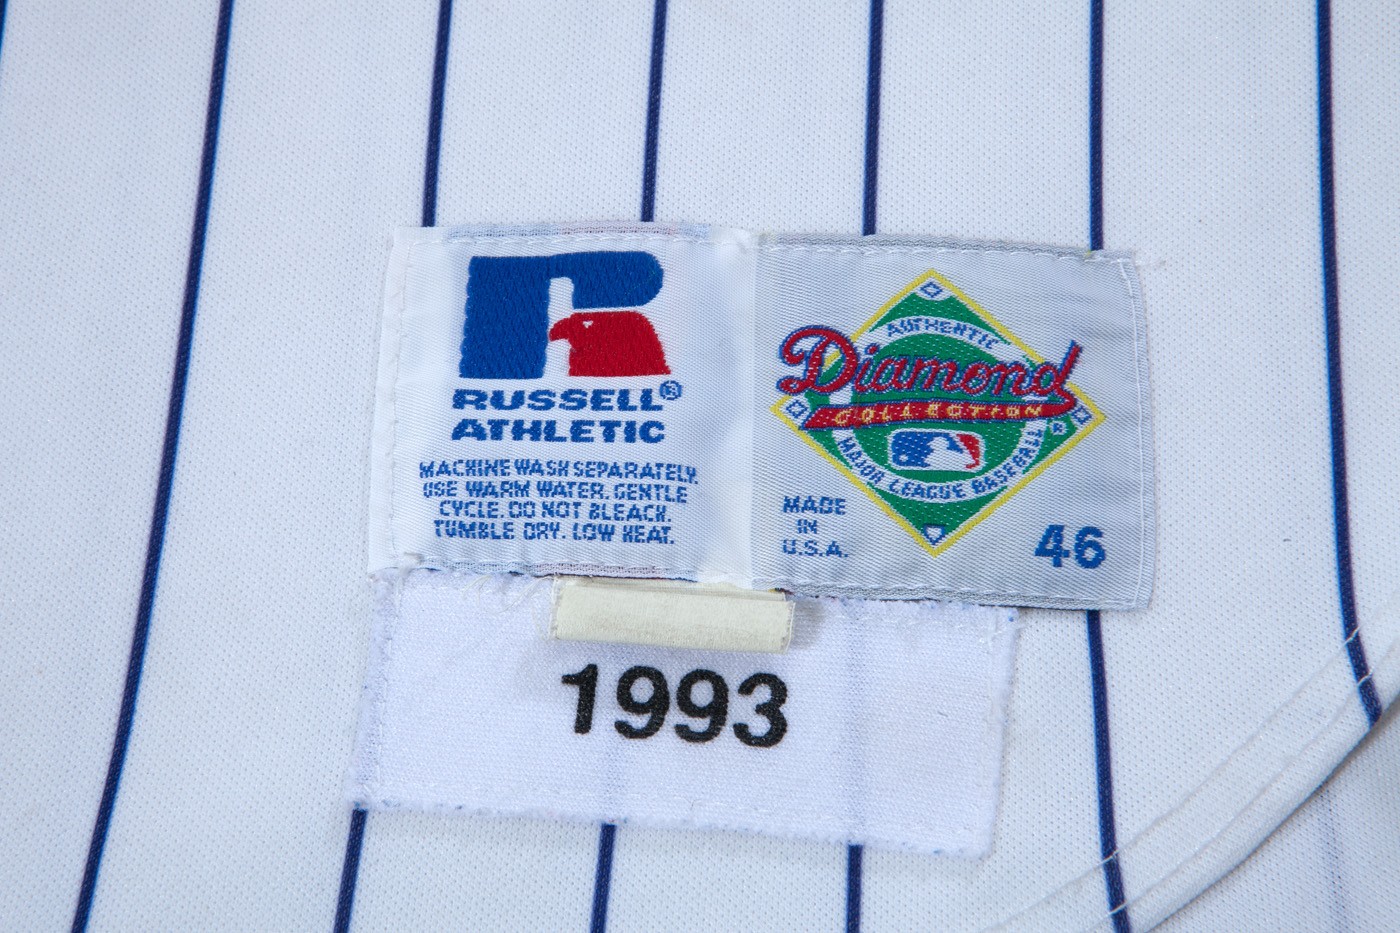 RUSSELL®
ATHLETIC
MACHINE WASH SEPARATELY.
USE WARM WATER. GENTLE
CYCLE. DO NOT BLEACH.
TUMBLE DRY. LOW HEAT.
AUTHENTIC
Diamond
COLLECTION
MAJOR LEAGUE BASEBALL®
MADE
IN
U.S.A.
46
1993